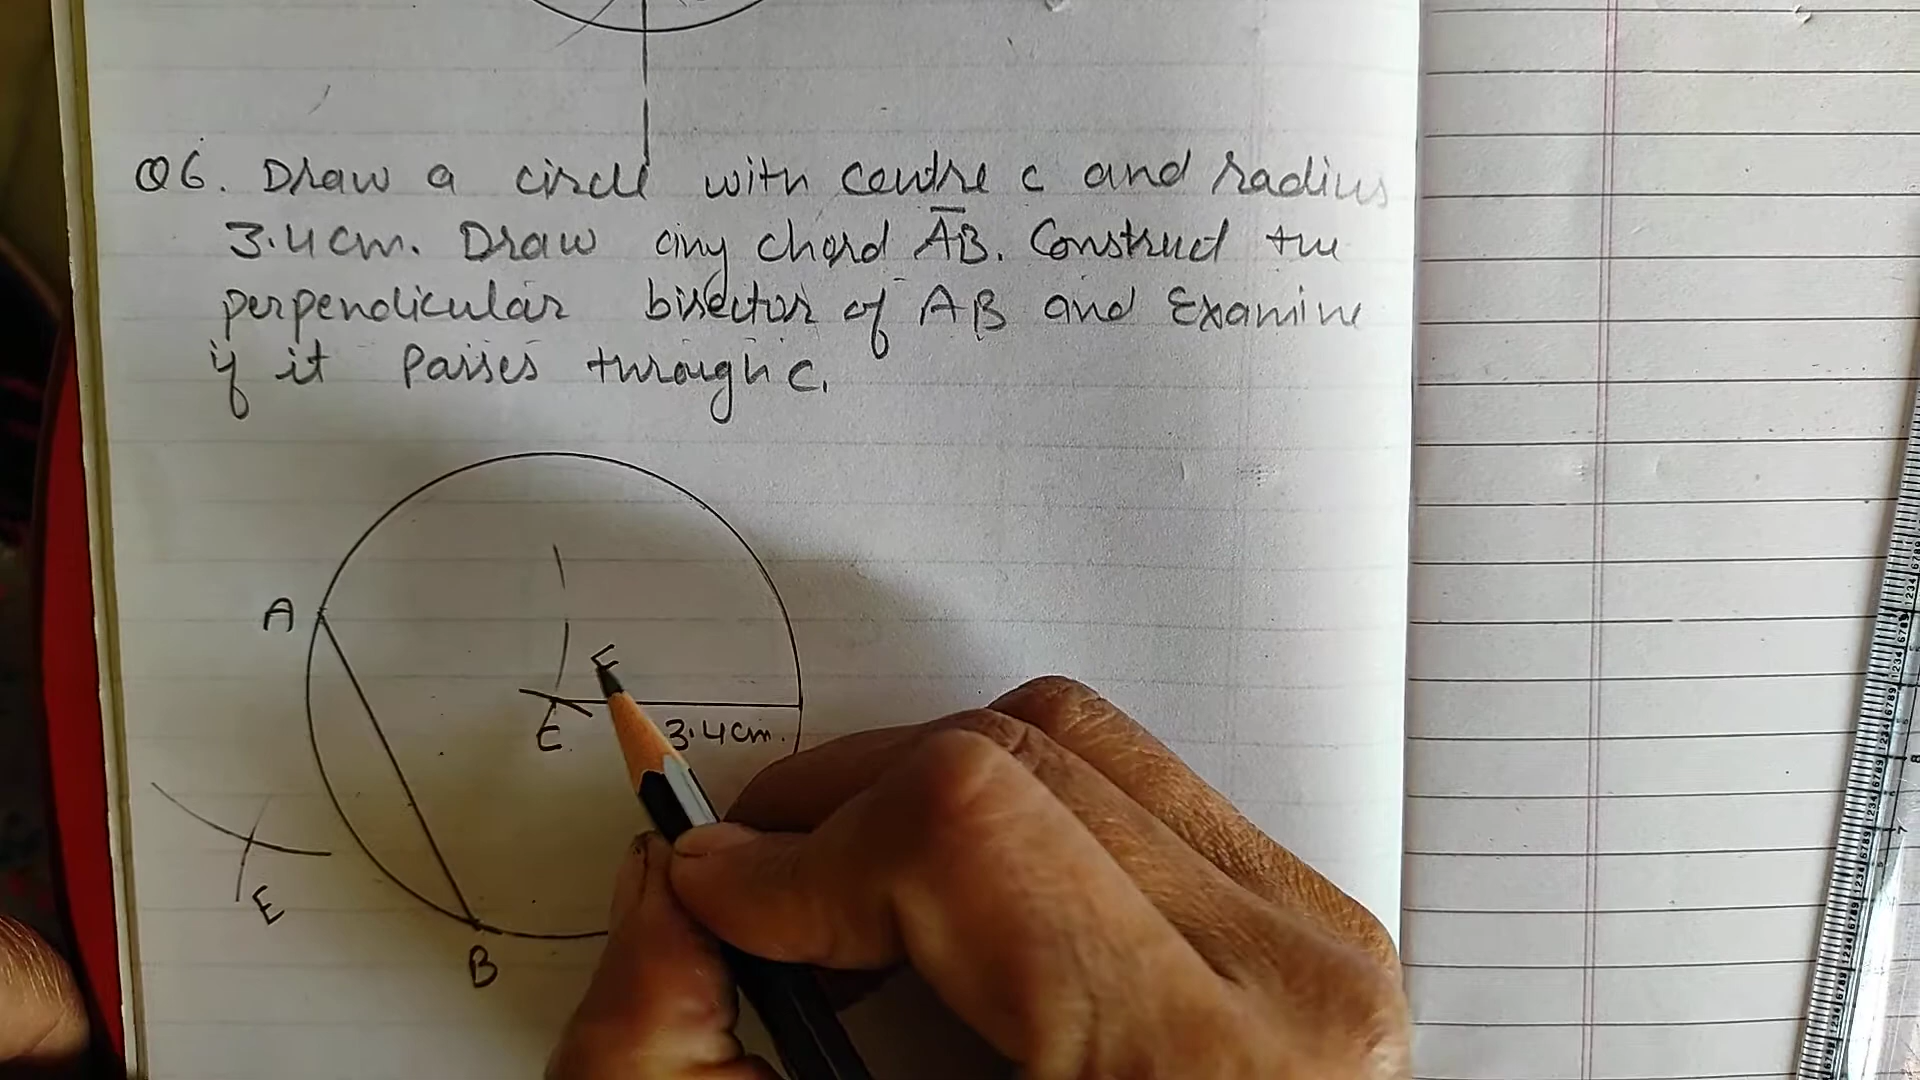 Q6. Draw a circle with centre c and radius
3.4cm. Draw any chord AB. Construct the
perpendicular bisector of AB and Examine
if it Passes through c.
A
F
C
3.4cm.
E
B